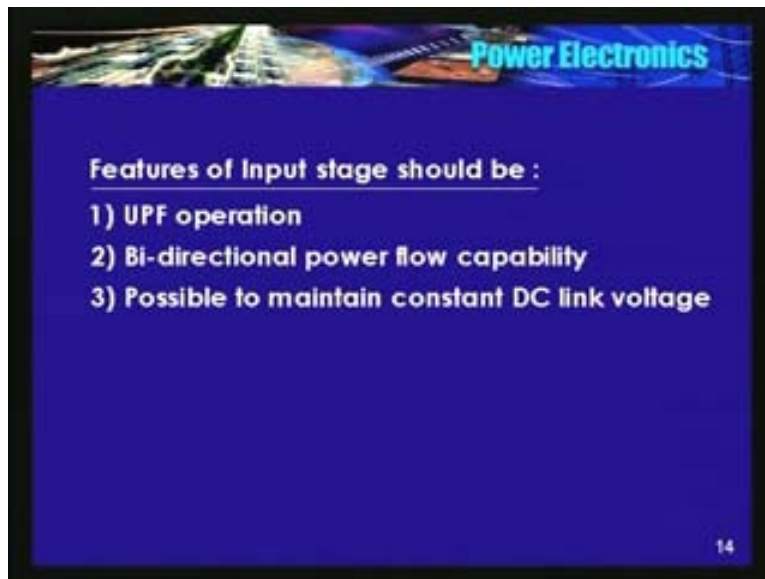 Power Electronics
Features of Input stage should be :
1) UPF operation
2) Bi-directional power flow capability
3) Possible to maintain constant DC link voltage
14